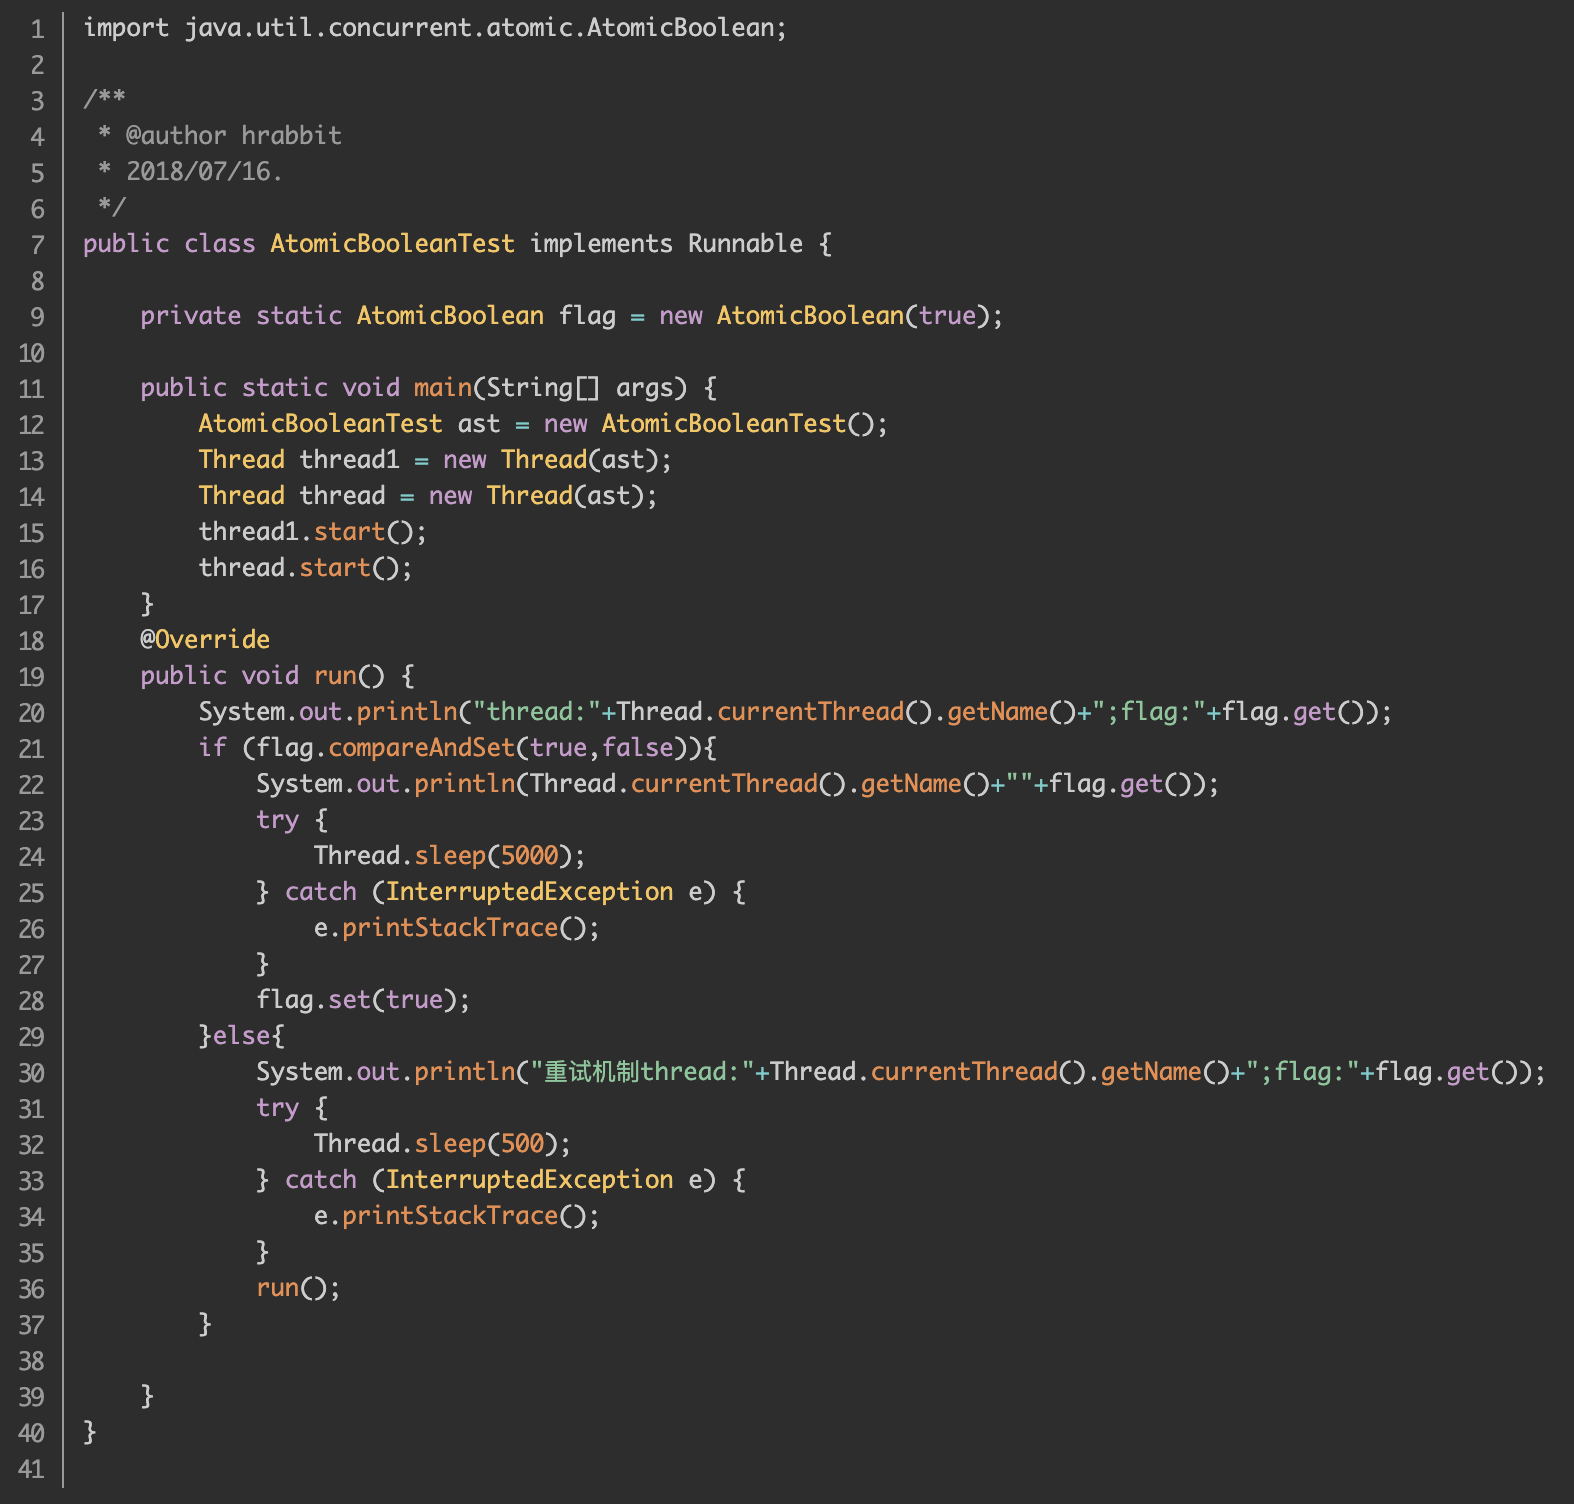 1 import java.util.concurrent.atomic.AtomicBoolean;
2
3 /**
4  * @author hrabbit
5  * 2018/07/16.
6  */
7 public class AtomicBooleanTest implements Runnable {
8
9     private static AtomicBoolean flag = new AtomicBoolean(true);
10
11     public static void main(String[] args) {
12         AtomicBooleanTest ast = new AtomicBooleanTest();
13         Thread thread1 = new Thread(ast);
14         Thread thread = new Thread(ast);
15         thread1.start();
16         thread.start();
17     }
18     @Override
19     public void run() {
20         System.out.println("thread:"+Thread.currentThread().getName()+";flag:"+flag.get());
21         if (flag.compareAndSet(true,false)){
22             System.out.println(Thread.currentThread().getName()+""+flag.get());
23             try {
24                 Thread.sleep(5000);
25             } catch (InterruptedException e) {
26                 e.printStackTrace();
27             }
28             flag.set(true);
29         }else{
30             System.out.println("重试机制thread:"+Thread.currentThread().getName()+";flag:"+flag.get());
31             try {
32                 Thread.sleep(500);
33             } catch (InterruptedException e) {
34                 e.printStackTrace();
35             }
36             run();
37         }
38
39     }
40 }
41